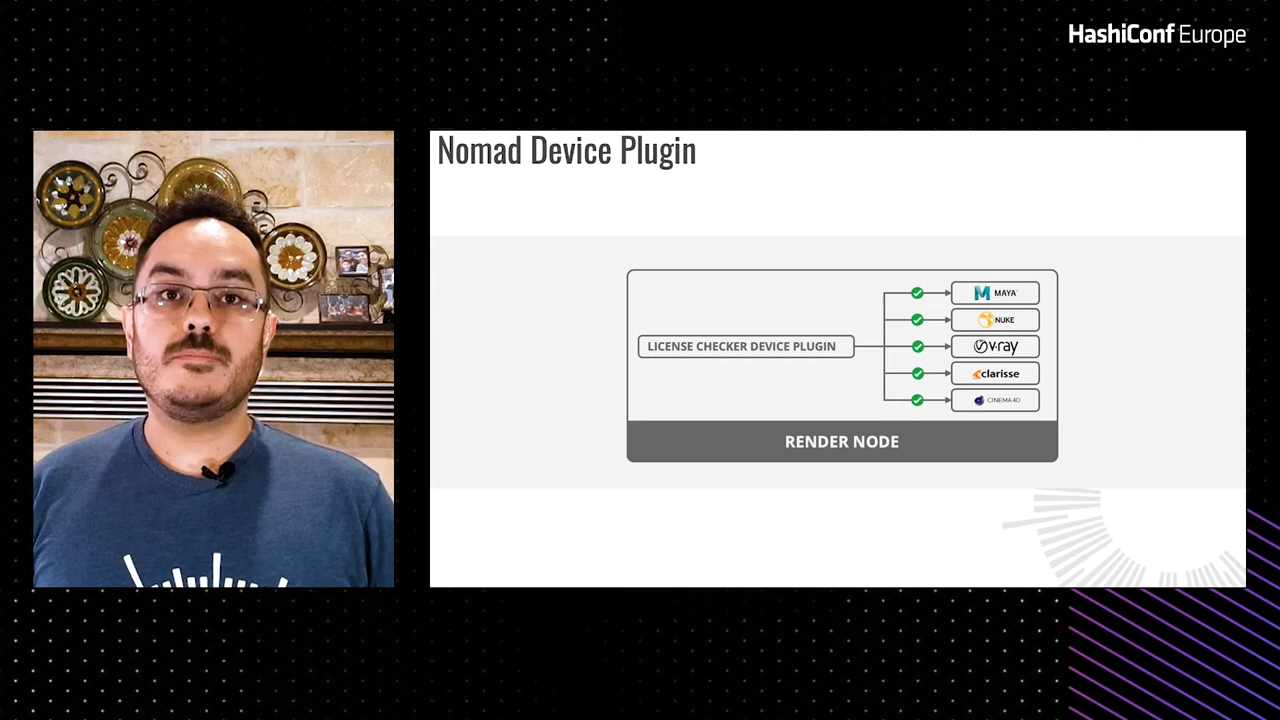 HashiConf Europe
Nomad Device Plugin
LICENSE CHECKER DEVICE PLUGIN
MAYA
NUKE
v·ray
clarisse
CINEMA 4D
RENDER NODE